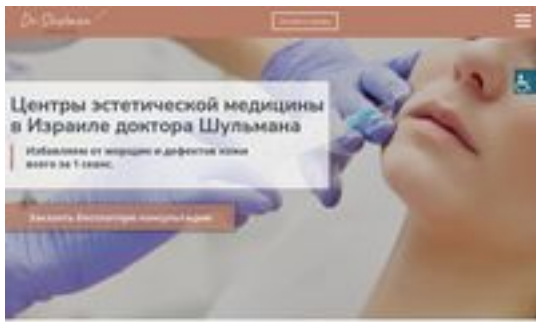 Dr. Shulman
Центры эстетической медицины
в Израиле доктора Шульмана
Избавляем от морщин и дефектов кожи
всего за 1 сеанс.
Заказать бесплатную консультацию